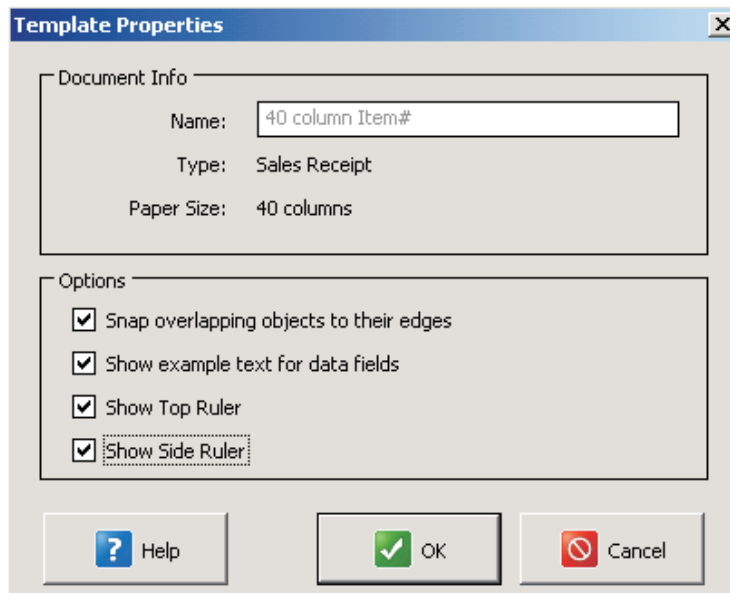 Template Properties
Document Info
Name: 40 column Item#
Type: Sales Receipt
Paper Size: 40 columns
Options
Snap overlapping objects to their edges
Show example text for data fields
Show Top Ruler
Show Side Ruler
? Help OK Cancel